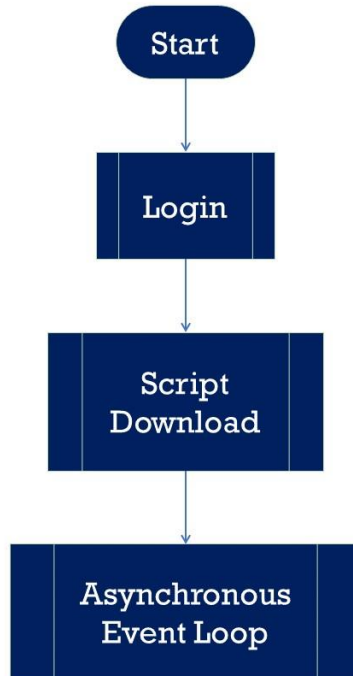 Start
Login
Script
Download
Asynchronous
Event Loop